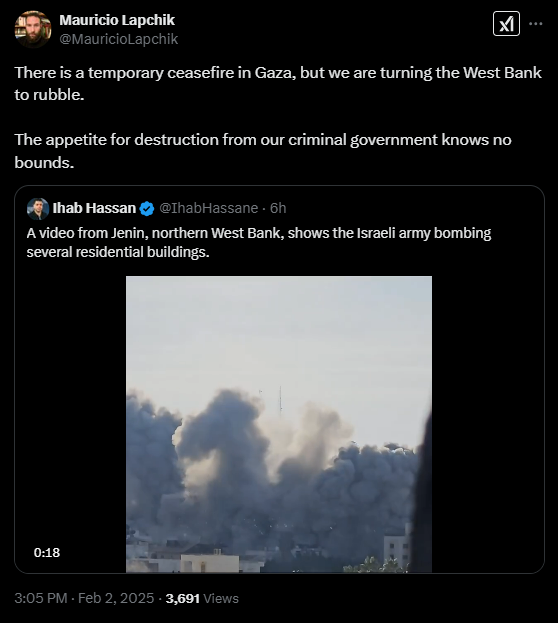 Mauricio Lapchik
@MauricioLapchik
There is a temporary ceasefire in Gaza, but we are turning the West Bank
to rubble.
The appetite for destruction from our criminal government knows no
bounds.
Ihab Hassan @IhabHassane · 6h
A video from Jenin, northern West Bank, shows the Israeli army bombing
several residential buildings.
0:18
3:05 PM · Feb 2, 2025 · 3,691 Views